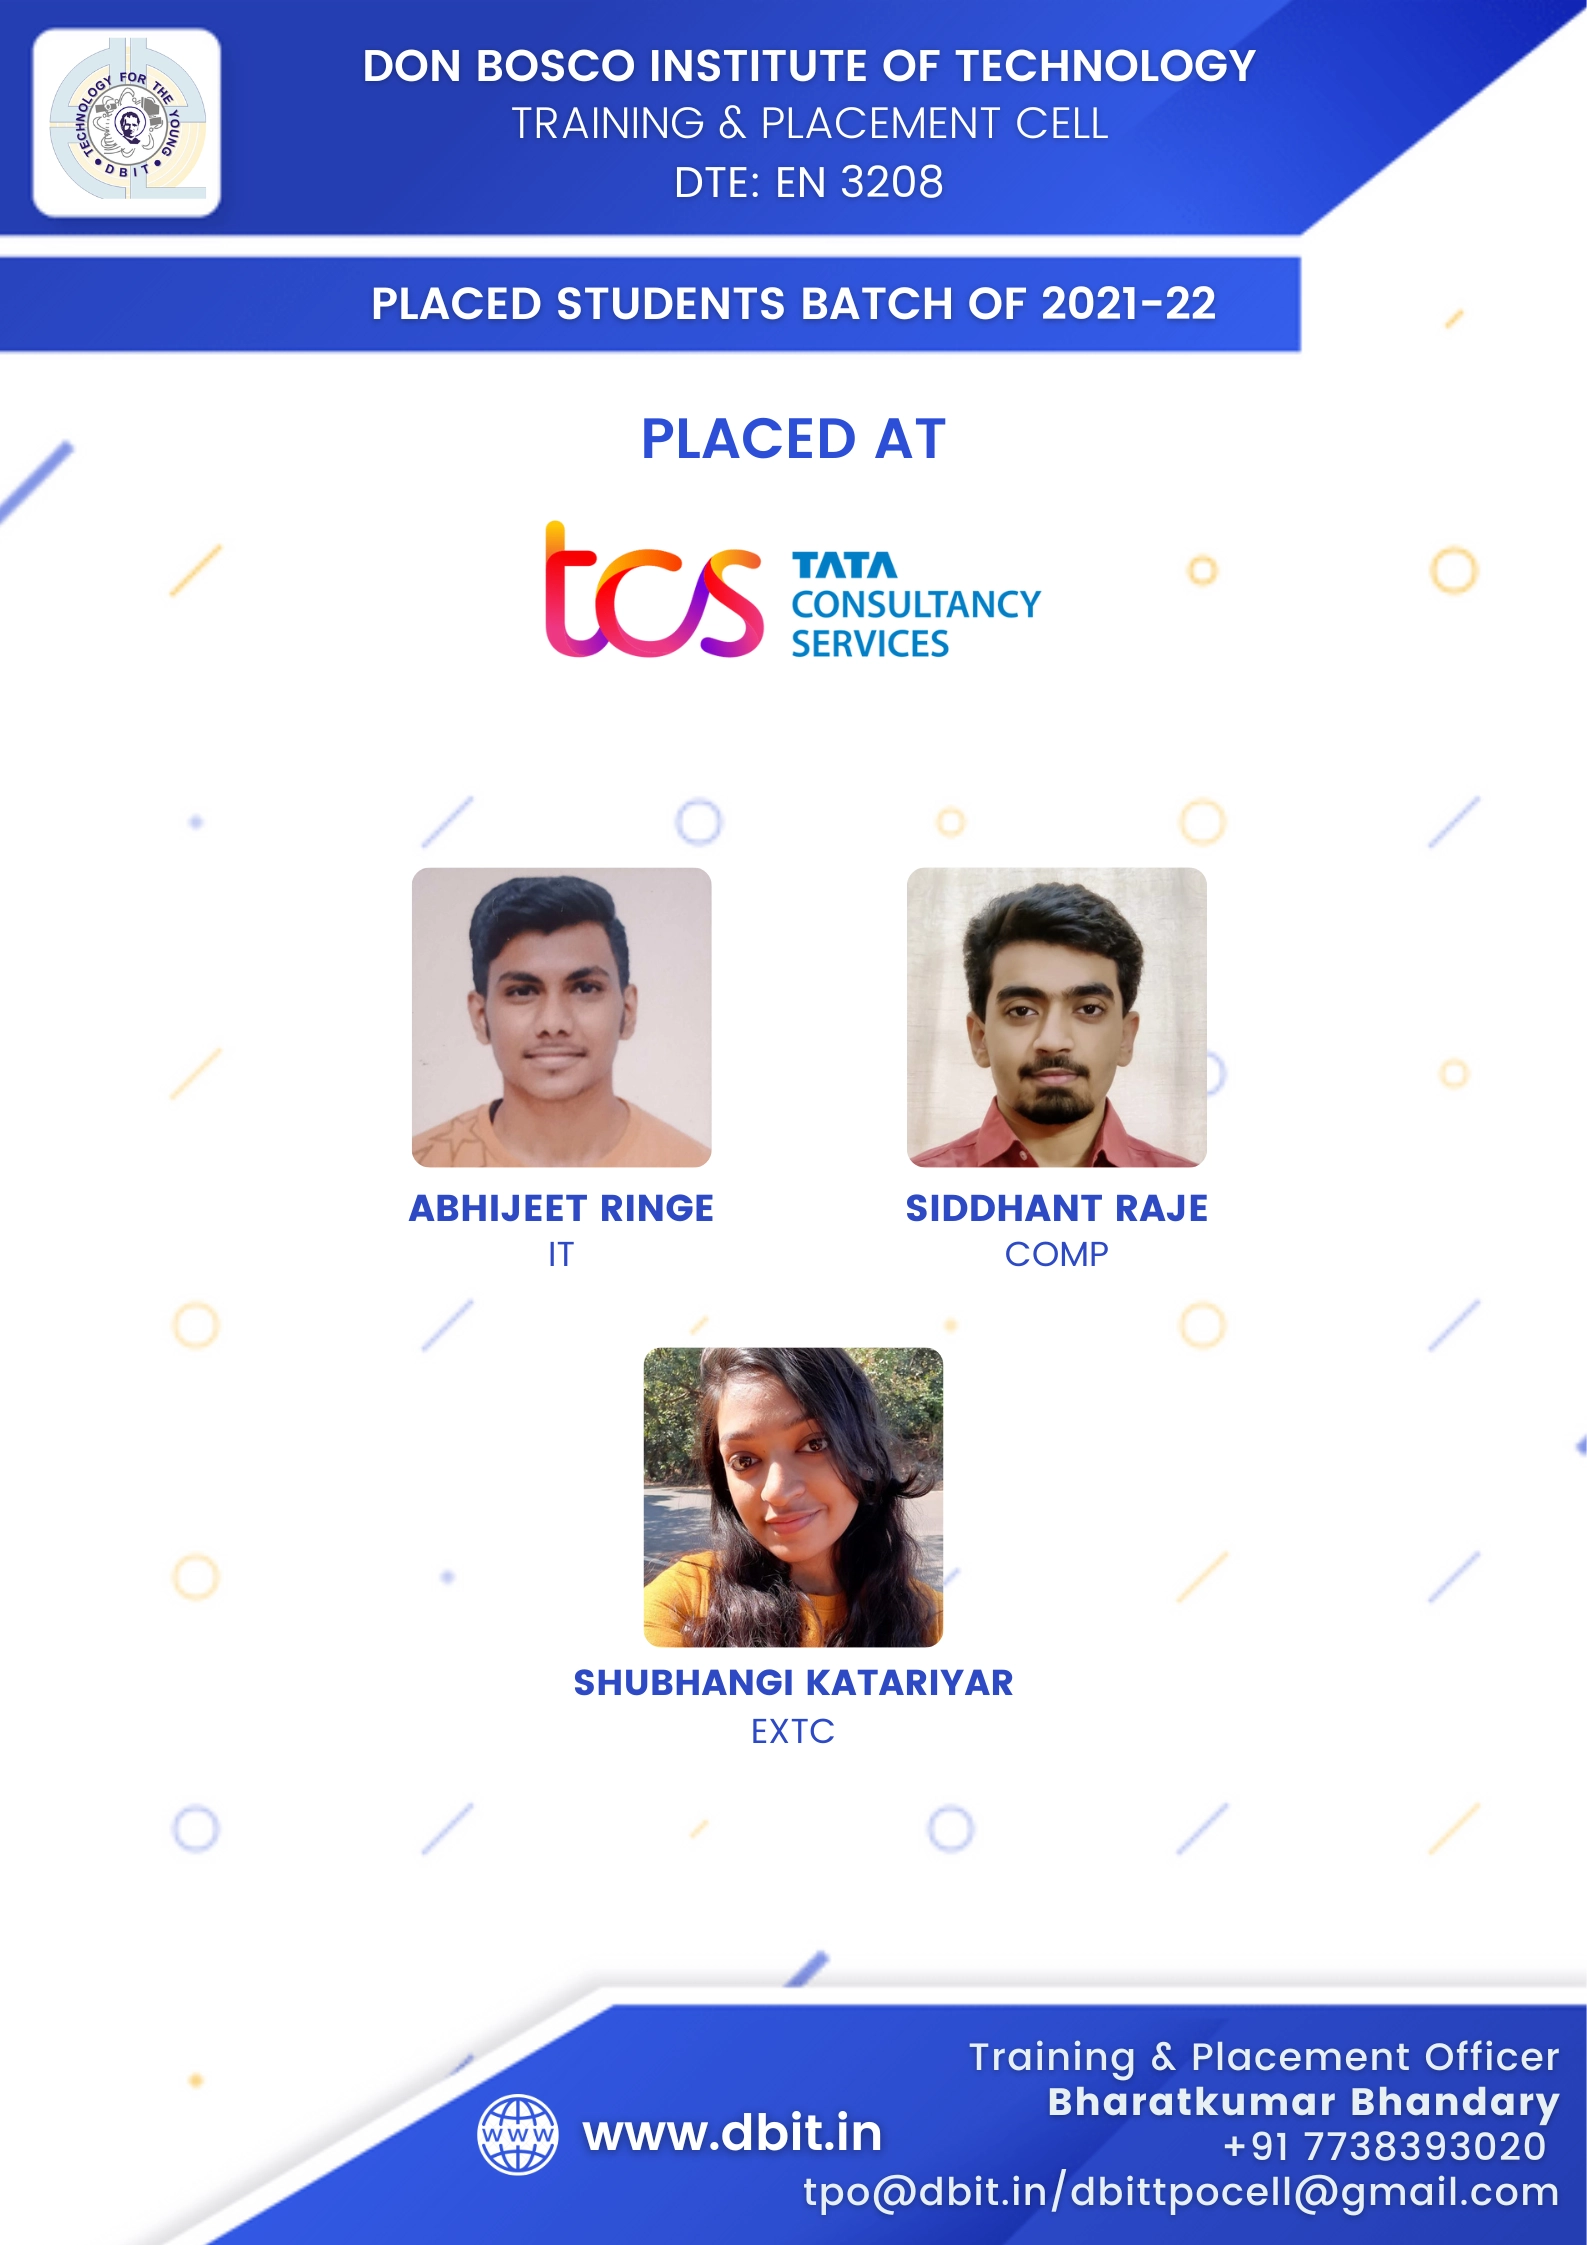 TECHNOLOGY FOR THE YOUNG
DBIT
DON BOSCO INSTITUTE OF TECHNOLOGY
TRAINING & PLACEMENT CELL
DTE: EN 3208
PLACED STUDENTS BATCH OF 2021-22
PLACED AT
tcs
TATA
CONSULTANCY
SERVICES
ABHIJEET RINGE
IT
SIDDHANT RAJE
COMP
SHUBHANGI KATARIYAR
EXTC
WWW
www.dbit.in
Training & Placement Officer
Bharatkumar Bhandary
+91 7738393020
tpo@dbit.in/dbittpocell@gmail.com